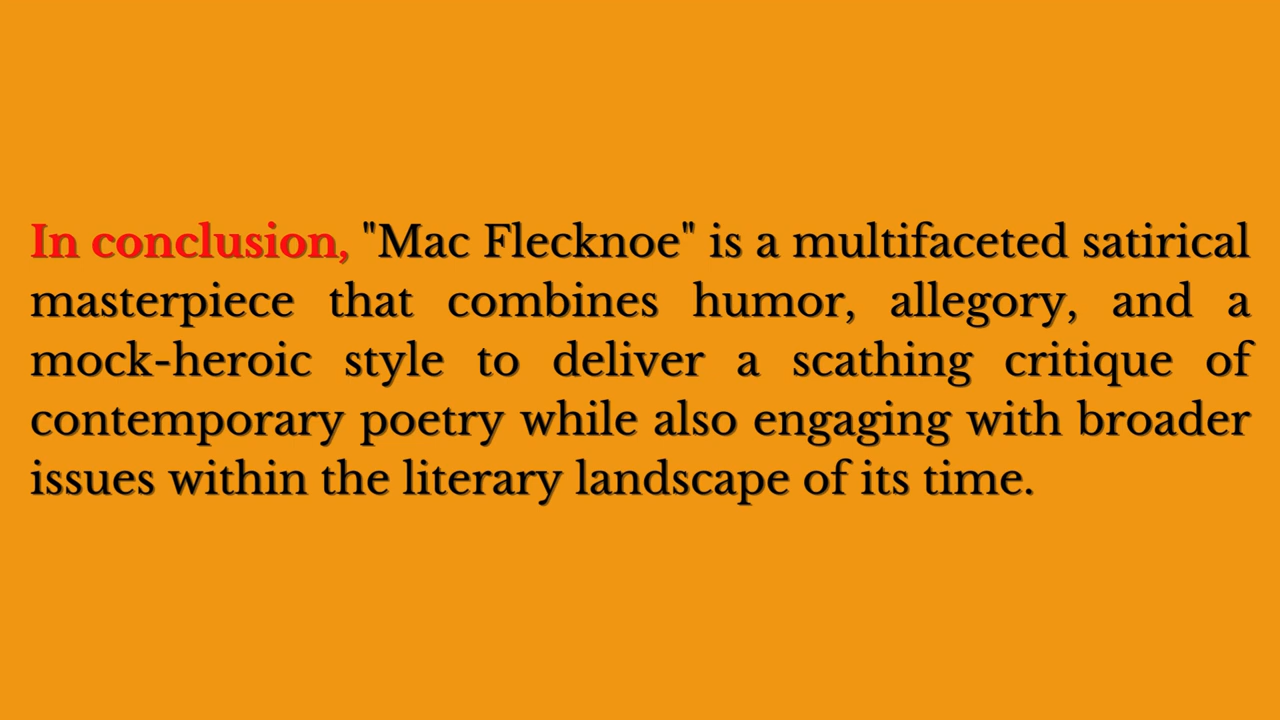 In conclusion, "Mac Flecknoe" is a multifaceted satirical
masterpiece that combines humor, allegory, and a
mock-heroic style to deliver a scathing critique of
contemporary poetry while also engaging with broader
issues within the literary landscape of its time.